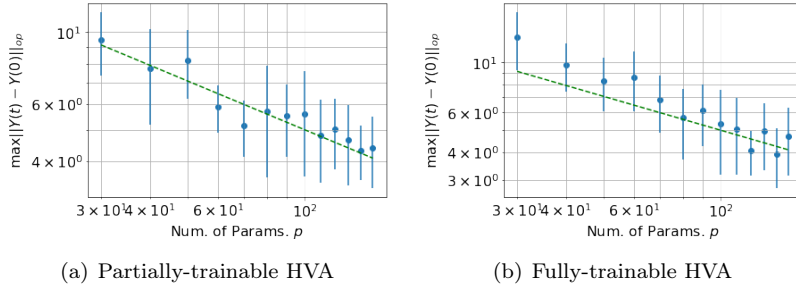 max||Y(t) − Y(0)||op
10¹
6 × 10⁰
4 × 10⁰
3 × 10¹ 4 × 10¹ 6 × 10¹ 10²
Num. of Params. p
(a) Partially-trainable HVA
max||Y(t) − Y(0)||op
10¹
6 × 10⁰
4 × 10⁰
3 × 10⁰
3 × 10¹ 4 × 10¹ 6 × 10¹ 10²
Num. of Params. p
(b) Fully-trainable HVA